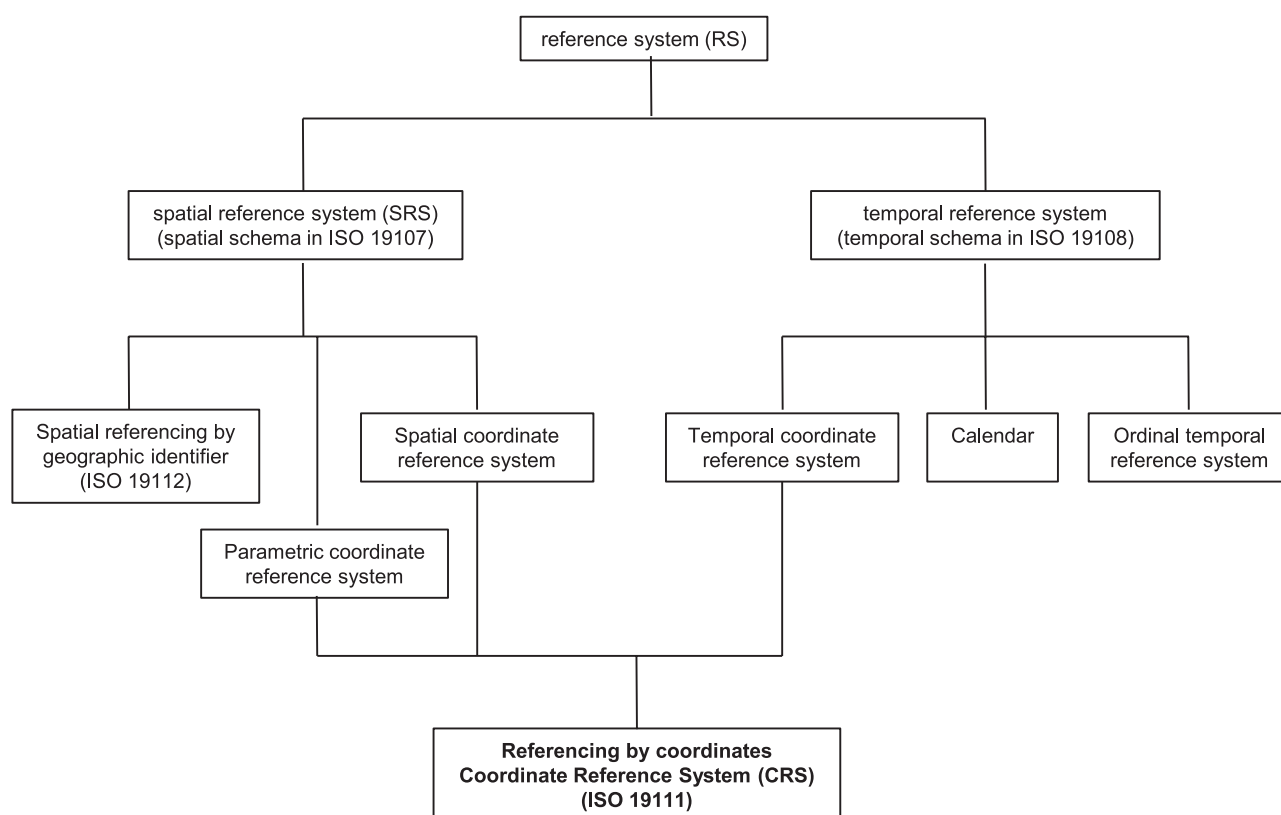 reference system (RS)
spatial reference system (SRS)
(spatial schema in ISO 19107)
temporal reference system
(temporal schema in ISO 19108)
Spatial referencing by
geographic identifier
(ISO 19112)
Spatial coordinate
reference system
Temporal coordinate
reference system
Calendar
Ordinal temporal
reference system
Parametric coordinate
reference system
Referencing by coordinates
Coordinate Reference System (CRS)
(ISO 19111)